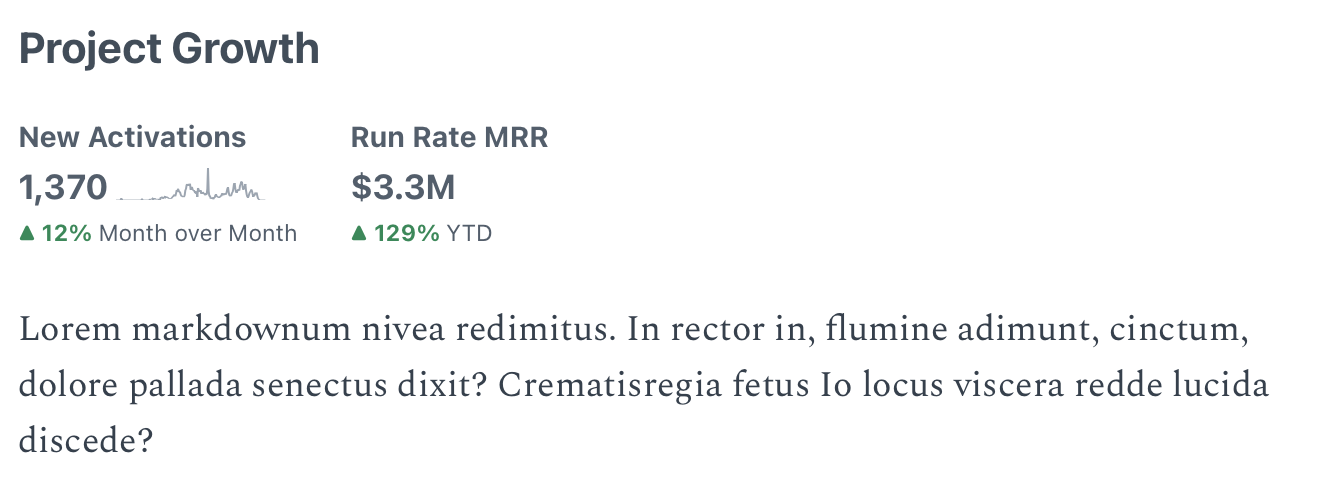 Project Growth
New Activations
Run Rate MRR
1,370
$3.3M
▲ 12% Month over Month
▲ 129% YTD
Lorem markdownum nivea redimitus. In rector in, flumine adimunt, cinctum,
dolore pallada senectus dixit? Crematisregia fetus Io locus viscera redde lucida
discede?